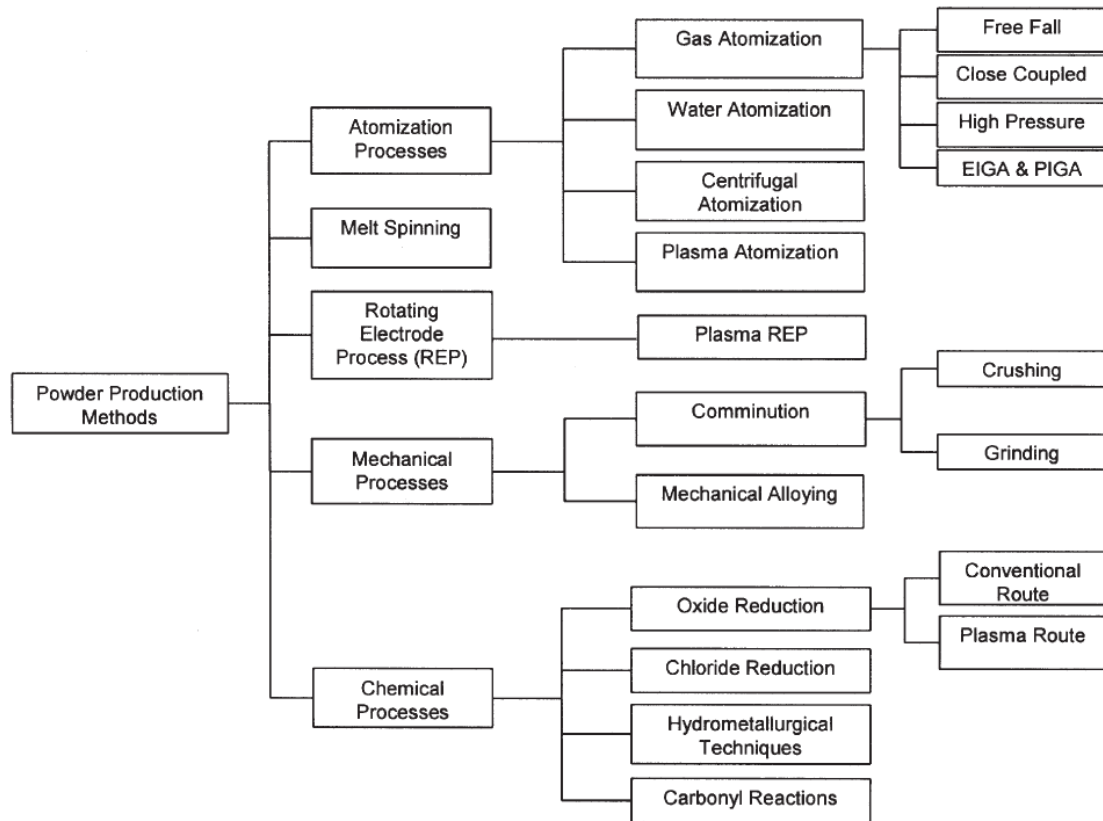 Powder Production
Methods
Atomization
Processes
Gas Atomization
Free Fall
Close Coupled
High Pressure
EIGA & PIGA
Water Atomization
Centrifugal
Atomization
Plasma Atomization
Melt Spinning
Rotating
Electrode
Process (REP)
Plasma REP
Mechanical
Processes
Comminution
Crushing
Grinding
Mechanical Alloying
Chemical
Processes
Oxide Reduction
Conventional
Route
Plasma Route
Chloride Reduction
Hydrometallurgical
Techniques
Carbonyl Reactions